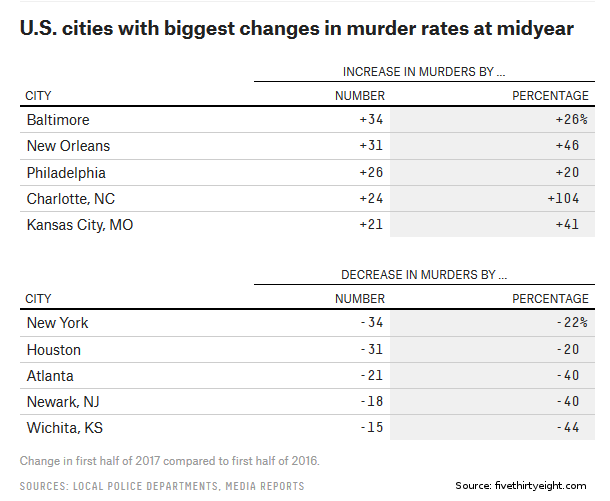 U.S. cities with biggest changes in murder rates at midyear
INCREASE IN MURDERS BY ...
CITY NUMBER PERCENTAGE
Baltimore +34 +26%
New Orleans +31 +46
Philadelphia +26 +20
Charlotte, NC +24 +104
Kansas City, MO +21 +41
DECREASE IN MURDERS BY ...
CITY NUMBER PERCENTAGE
New York -34 -22%
Houston -31 -20
Atlanta -21 -40
Newark, NJ -18 -40
Wichita, KS -15 -44
Change in first half of 2017 compared to first half of 2016.
SOURCES: LOCAL POLICE DEPARTMENTS, MEDIA REPORTS Source: fivethirtyeight.com